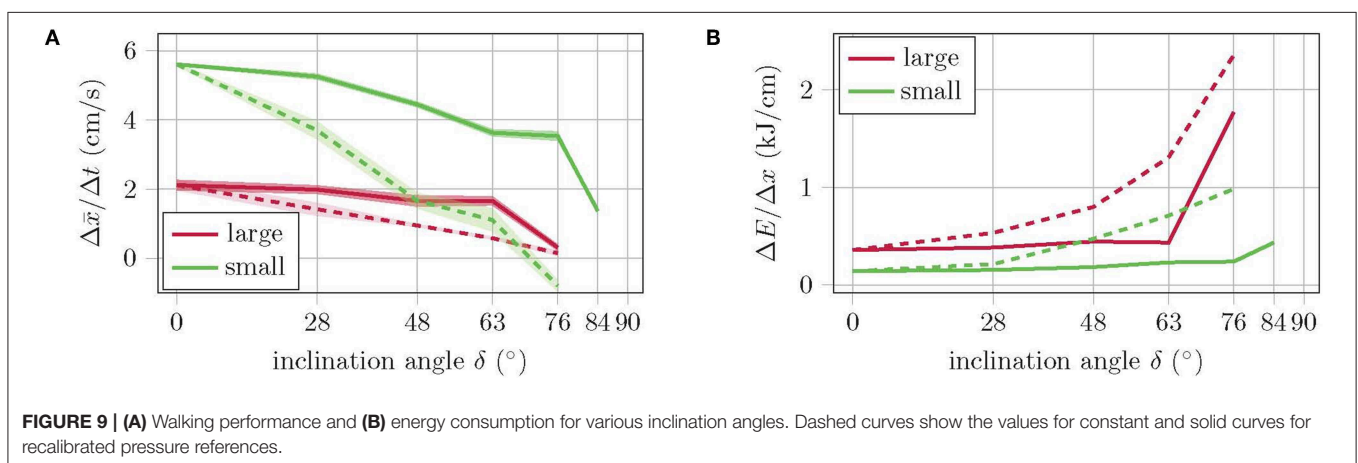 A
Δx̄/Δt (cm/s)
6
4
2
0
large
small
0 28 48 63 76 84 90
inclination angle δ (°)
B
ΔE/Δx (kJ/cm)
2
1
0
large
small
0 28 48 63 76 84 90
inclination angle δ (°)
FIGURE 9 | (A) Walking performance and (B) energy consumption for various inclination angles. Dashed curves show the values for constant and solid curves for
recalibrated pressure references.